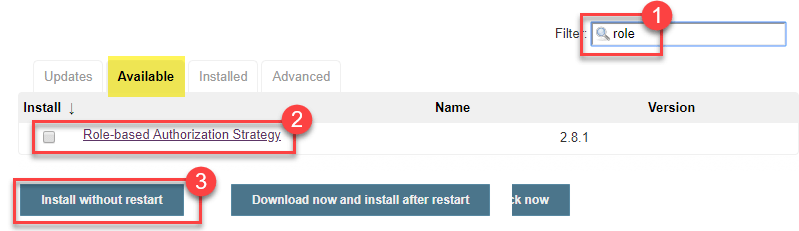 1
Filter: role
Updates Available Installed Advanced
Install ↓ Name Version
2
Role-based Authorization Strategy 2.8.1
3
Install without restart Download now and install after restart ck now